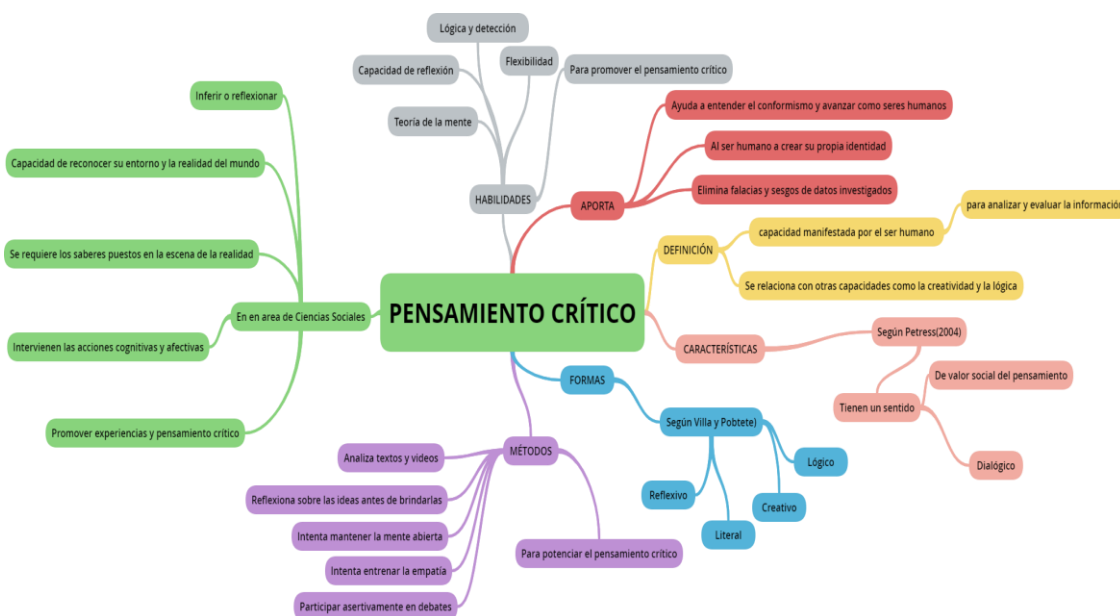 PENSAMIENTO CRÍTICO
HABILIDADES
Lógica y detección
Capacidad de reflexión
Flexibilidad
Teoría de la mente
Para promover el pensamiento crítico
APORTA
Ayuda a entender el conformismo y avanzar como seres humanos
Al ser humano a crear su propia identidad
Elimina falacias y sesgos de datos investigados
DEFINICIÓN
capacidad manifestada por el ser humano
para analizar y evaluar la información
Se relaciona con otras capacidades como la creatividad y la lógica
CARACTERÍSTICAS
Según Petress(2004)
Tienen un sentido
De valor social del pensamiento
Dialógico
FORMAS
Según Villa y Pobtete)
Reflexivo
Literal
Creativo
Lógico
MÉTODOS
Analiza textos y videos
Reflexiona sobre las ideas antes de brindarlas
Intenta mantener la mente abierta
Intenta entrenar la empatía
Participar asertivamente en debates
Para potenciar el pensamiento crítico
En en area de Ciencias Sociales
Inferir o reflexionar
Capacidad de reconocer su entorno y la realidad del mundo
Se requiere los saberes puestos en la escena de la realidad
Intervienen las acciones cognitivas y afectivas
Promover experiencias y pensamiento crítico